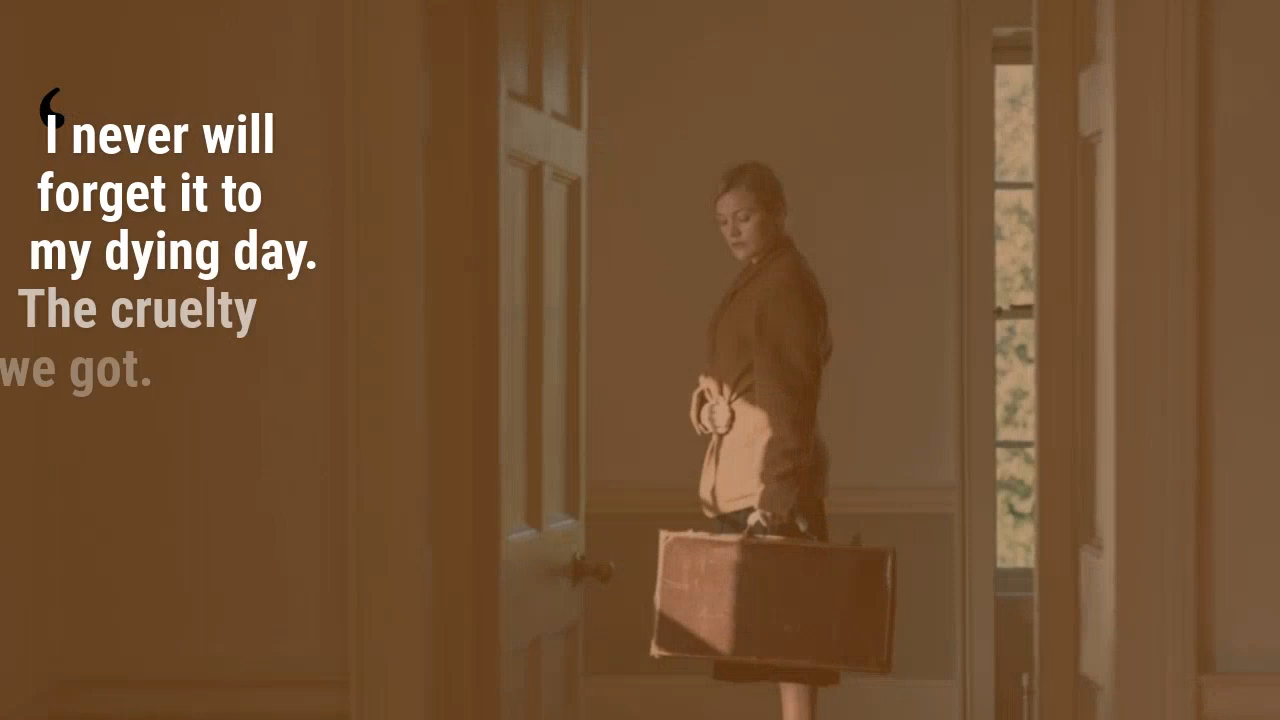 ‘
I never will
forget it to
my dying day.
The cruelty
we got.